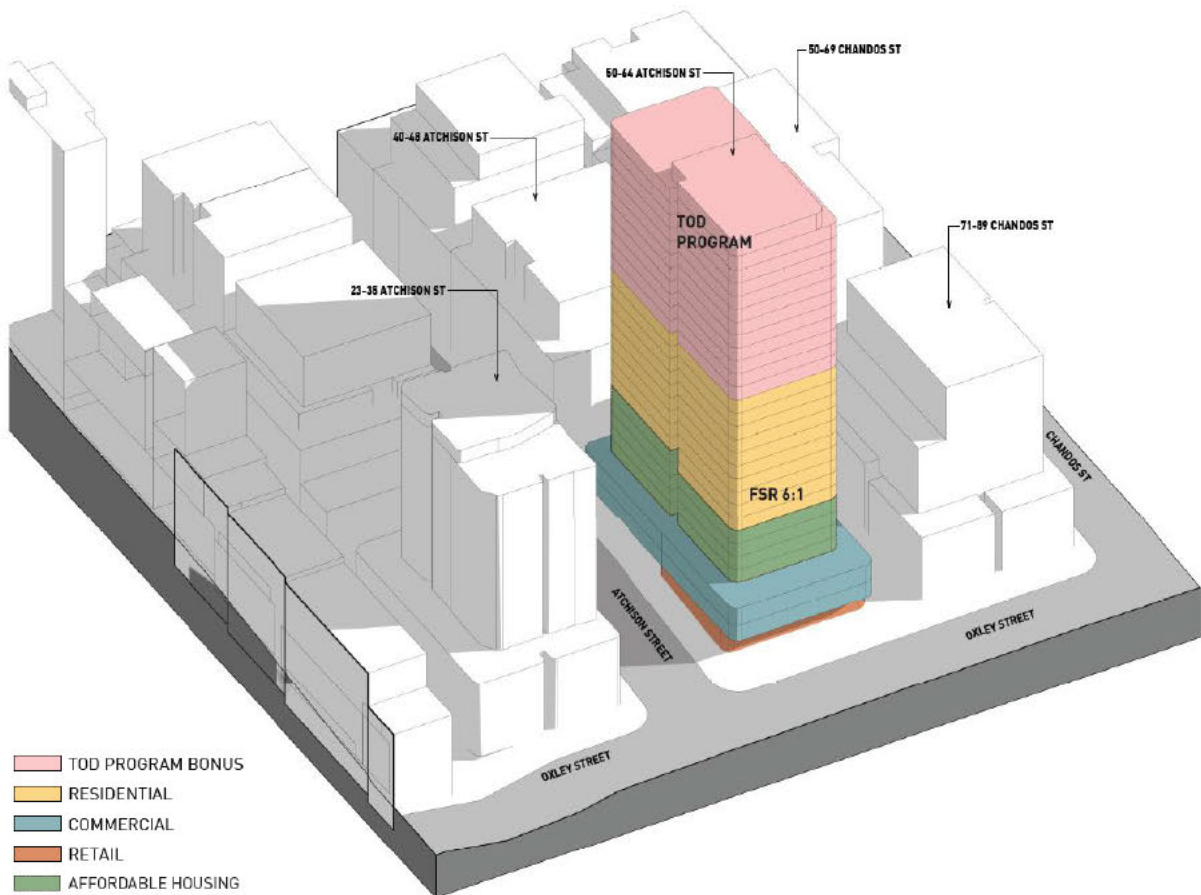 50-69 CHANDOS ST
50-64 ATCHISON ST
40-48 ATCHISON ST
TOD
PROGRAM
71-89 CHANDOS ST
23-35 ATCHISON ST
CHANDOS ST
FSR 6:1
ATCHISON STREET
OXLEY STREET
OXLEY STREET
TOD PROGRAM BONUS
RESIDENTIAL
COMMERCIAL
RETAIL
AFFORDABLE HOUSING